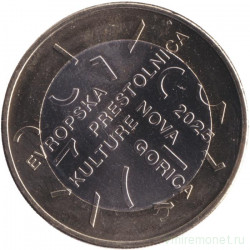 EVROPSKA
PRESTOLNICA
KULTURE NOVA
GORICA
2025